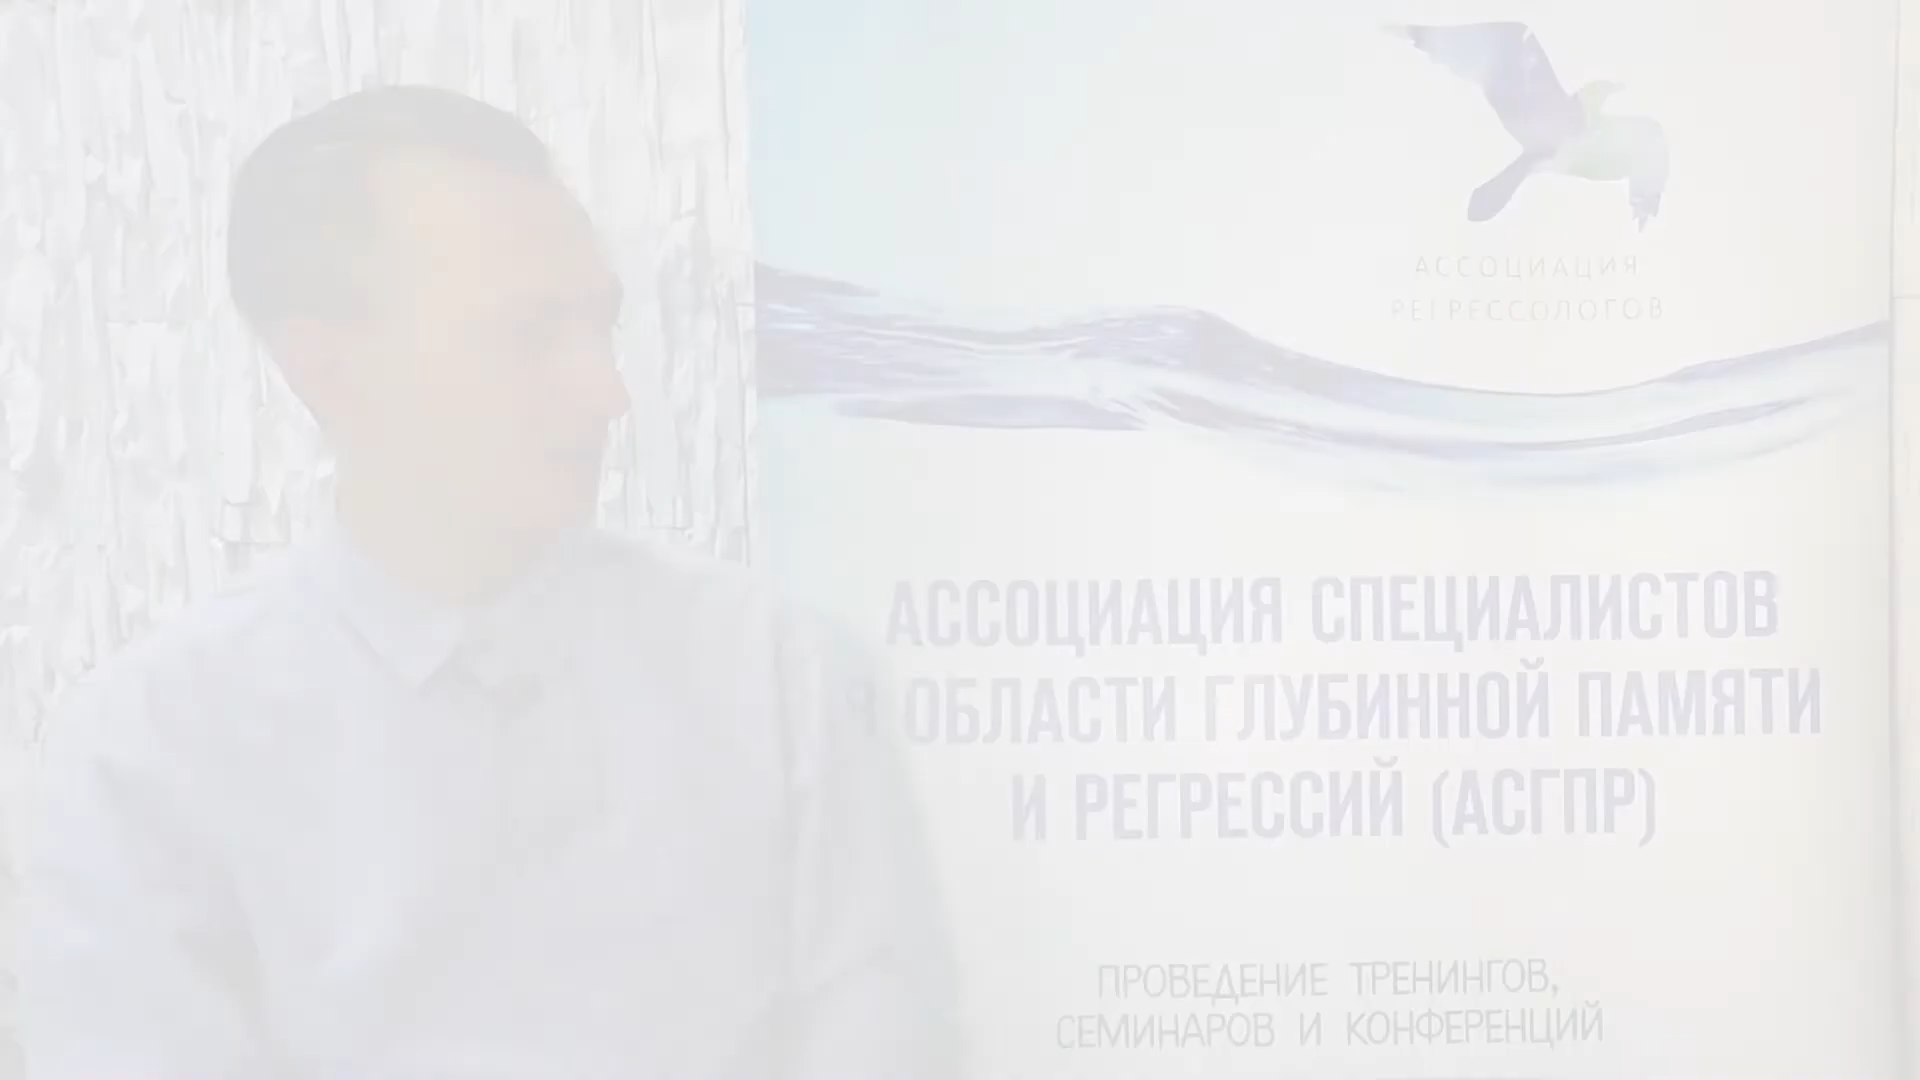 АССОЦИАЦИЯ
РЕГРЕССОЛОГОВ
АССОЦИАЦИЯ СПЕЦИАЛИСТОВ
В ОБЛАСТИ ГЛУБИННОЙ ПАМЯТИ
И РЕГРЕССИЙ (АСГПР)
ПРОВЕДЕНИЕ ТРЕНИНГОВ,
СЕМИНАРОВ И КОНФЕРЕНЦИЙ